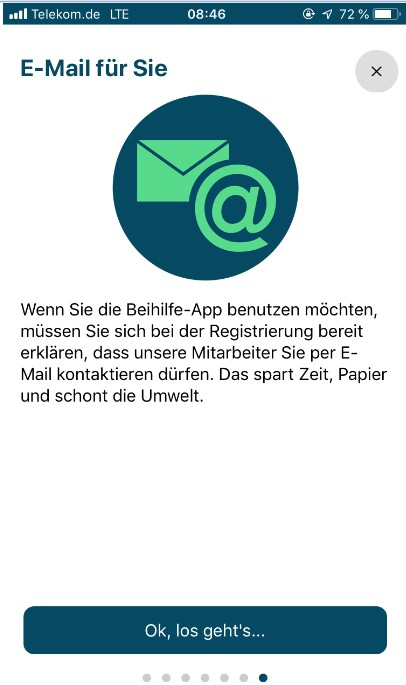 Telekom.de LTE 08:46 72 %
E-Mail für Sie
@
Wenn Sie die Beihilfe-App benutzen möchten,
müssen Sie sich bei der Registrierung bereit
erklären, dass unsere Mitarbeiter Sie per E-
Mail kontaktieren dürfen. Das spart Zeit, Papier
und schont die Umwelt.
Ok, los geht's...